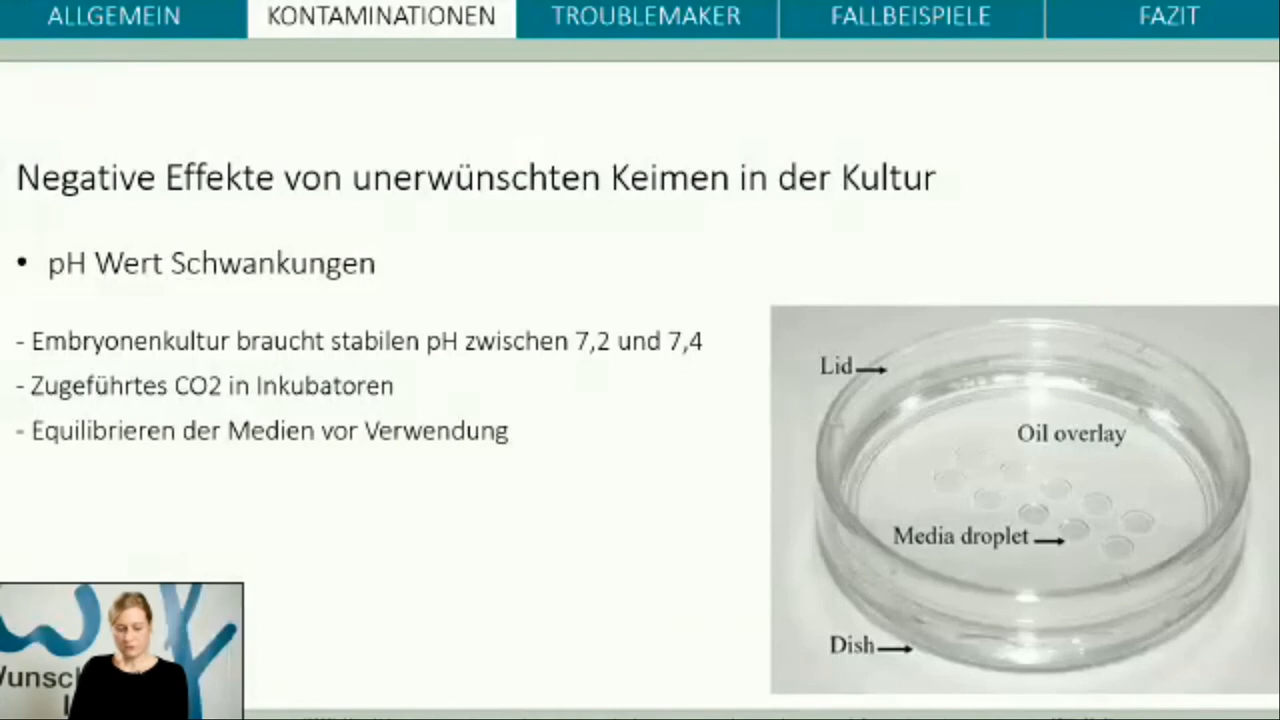 ALLGEMEIN
KONTAMINATIONEN
TROUBLEMAKER
FALLBEISPIELE
FAZIT
Negative Effekte von unerwünschten Keimen in der Kultur
• pH Wert Schwankungen
- Embryonenkultur braucht stabilen pH zwischen 7,2 und 7,4
- Zugeführtes CO2 in Inkubatoren
- Equilibrieren der Medien vor Verwendung
Lid
Oil overlay
Media droplet
Dish